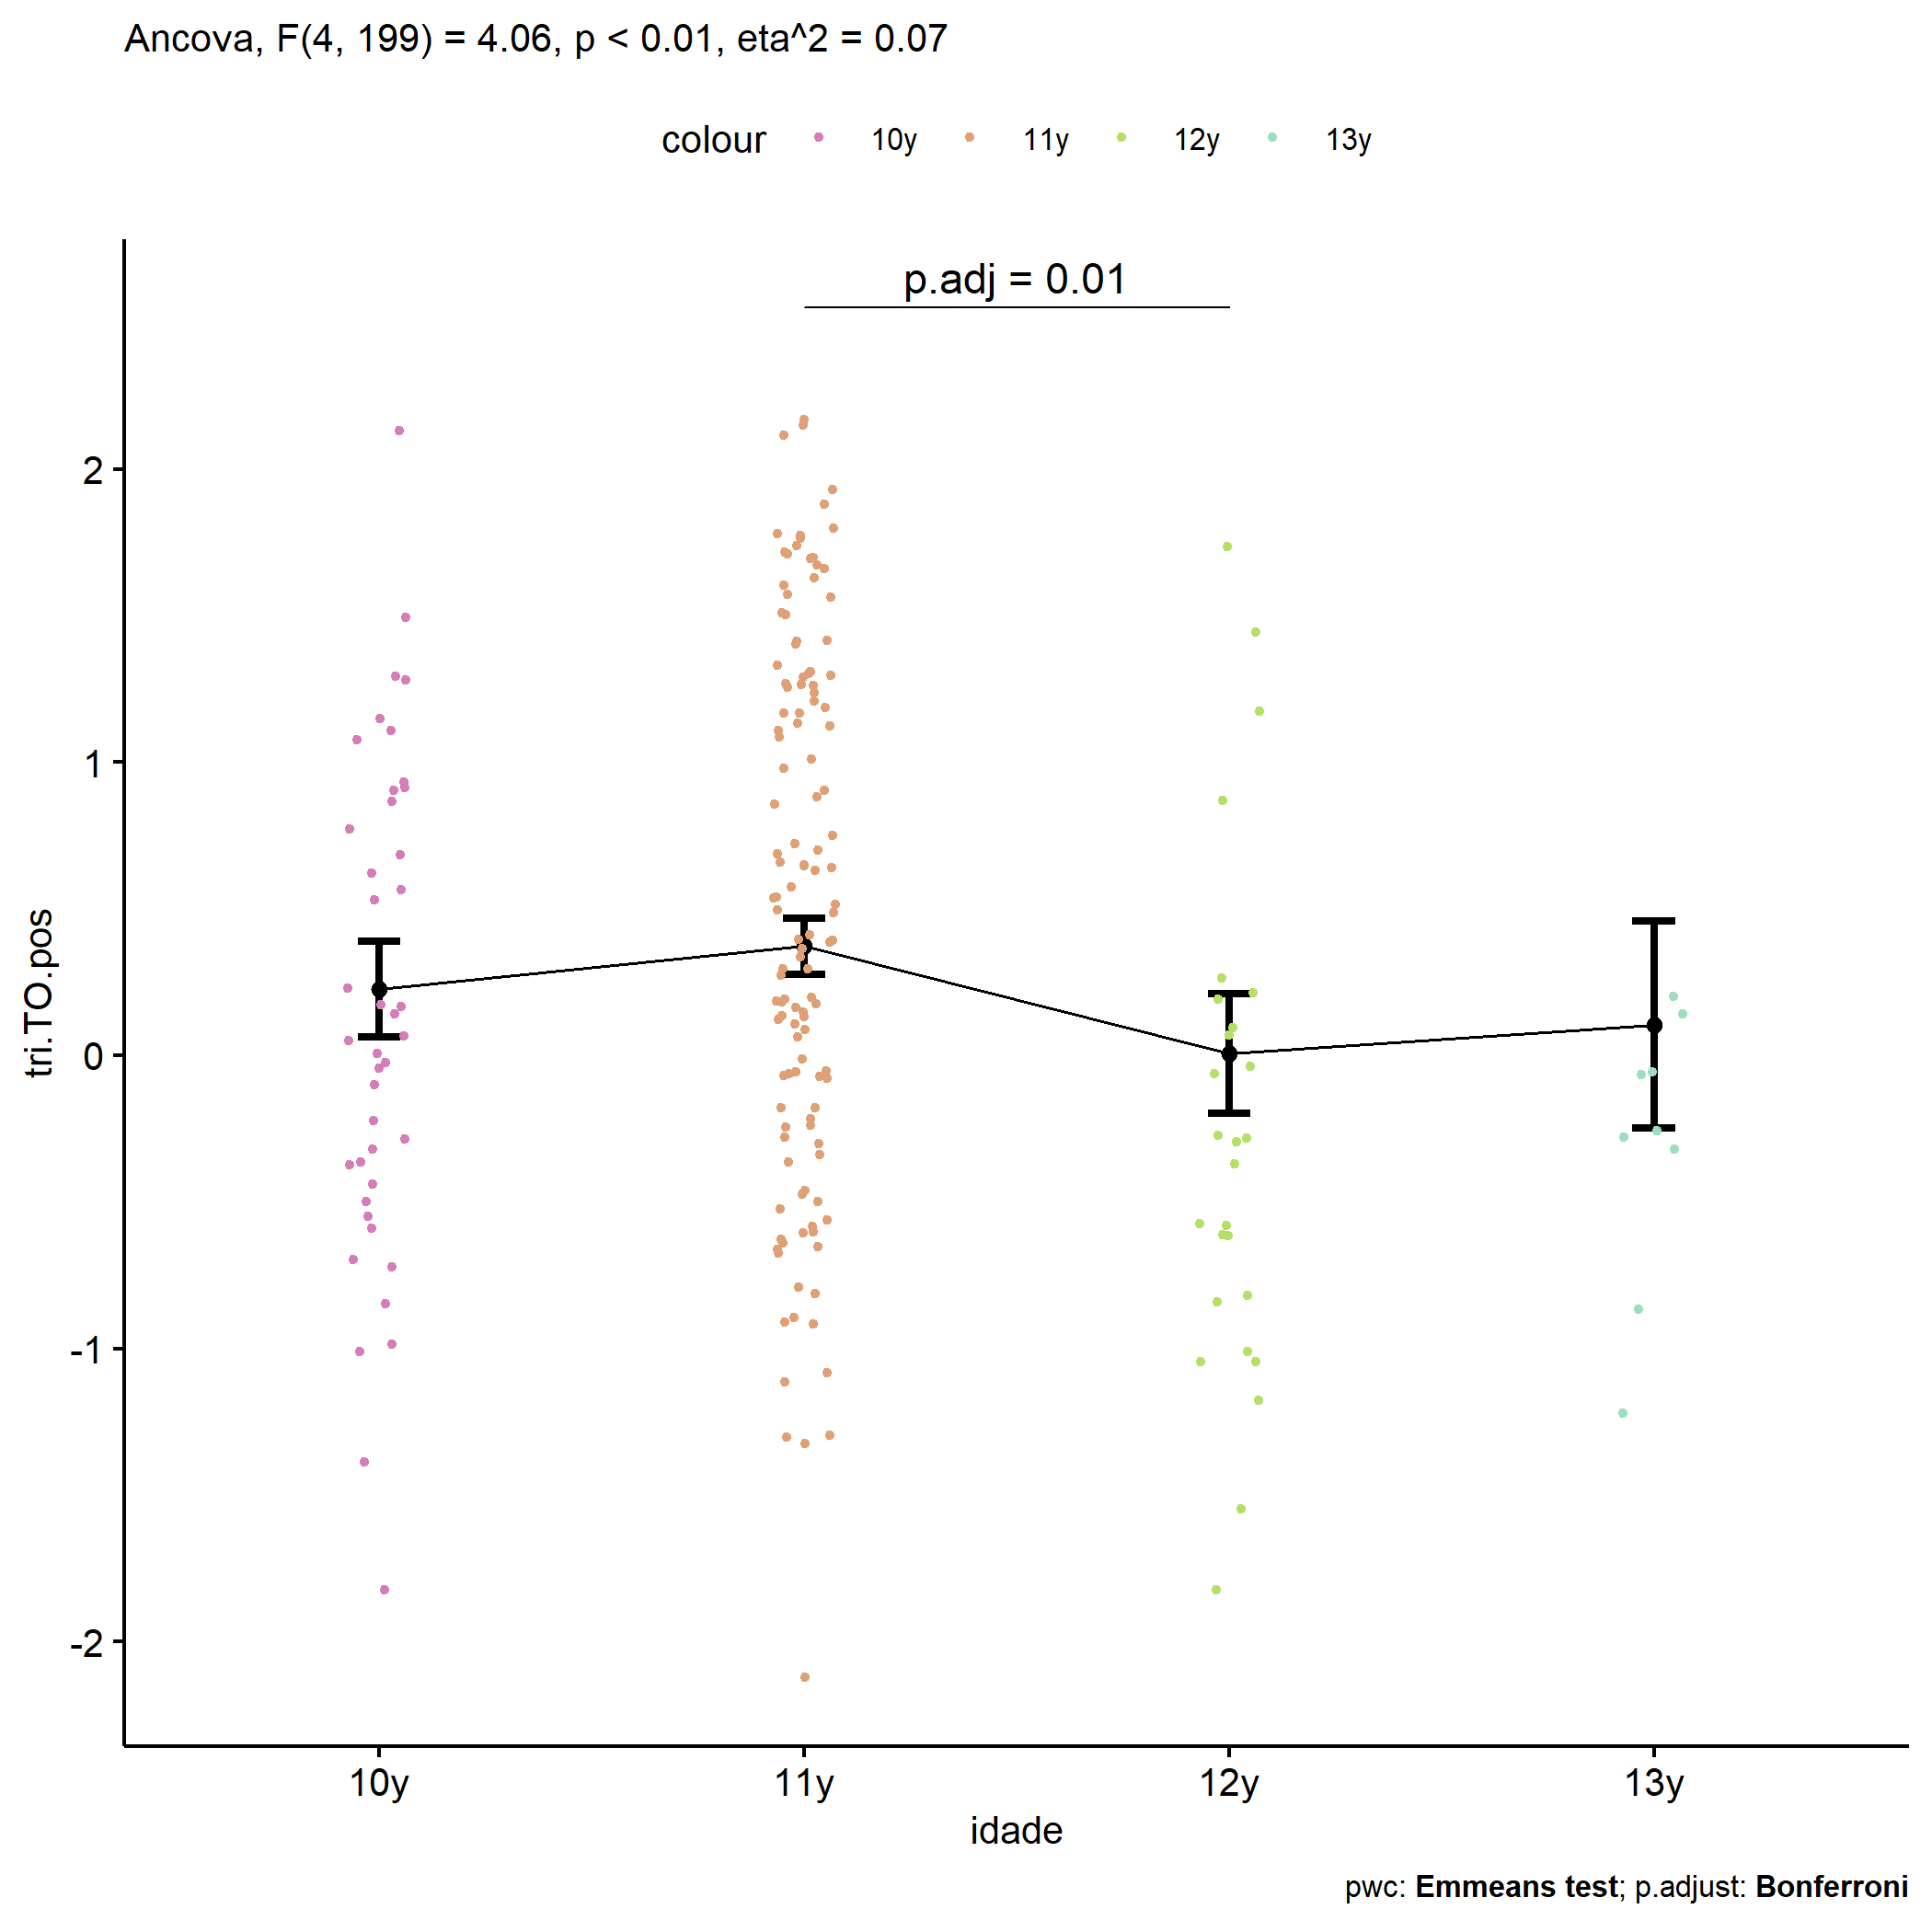 Ancova, F(4, 199) = 4.06, p < 0.01, eta^2 = 0.07
colour 10y 11y 12y 13y
p.adj = 0.01
2
1
0
-1
-2
tri.TO.pos
10y 11y 12y 13y
idade
pwc: Emmeans test; p.adjust: Bonferroni